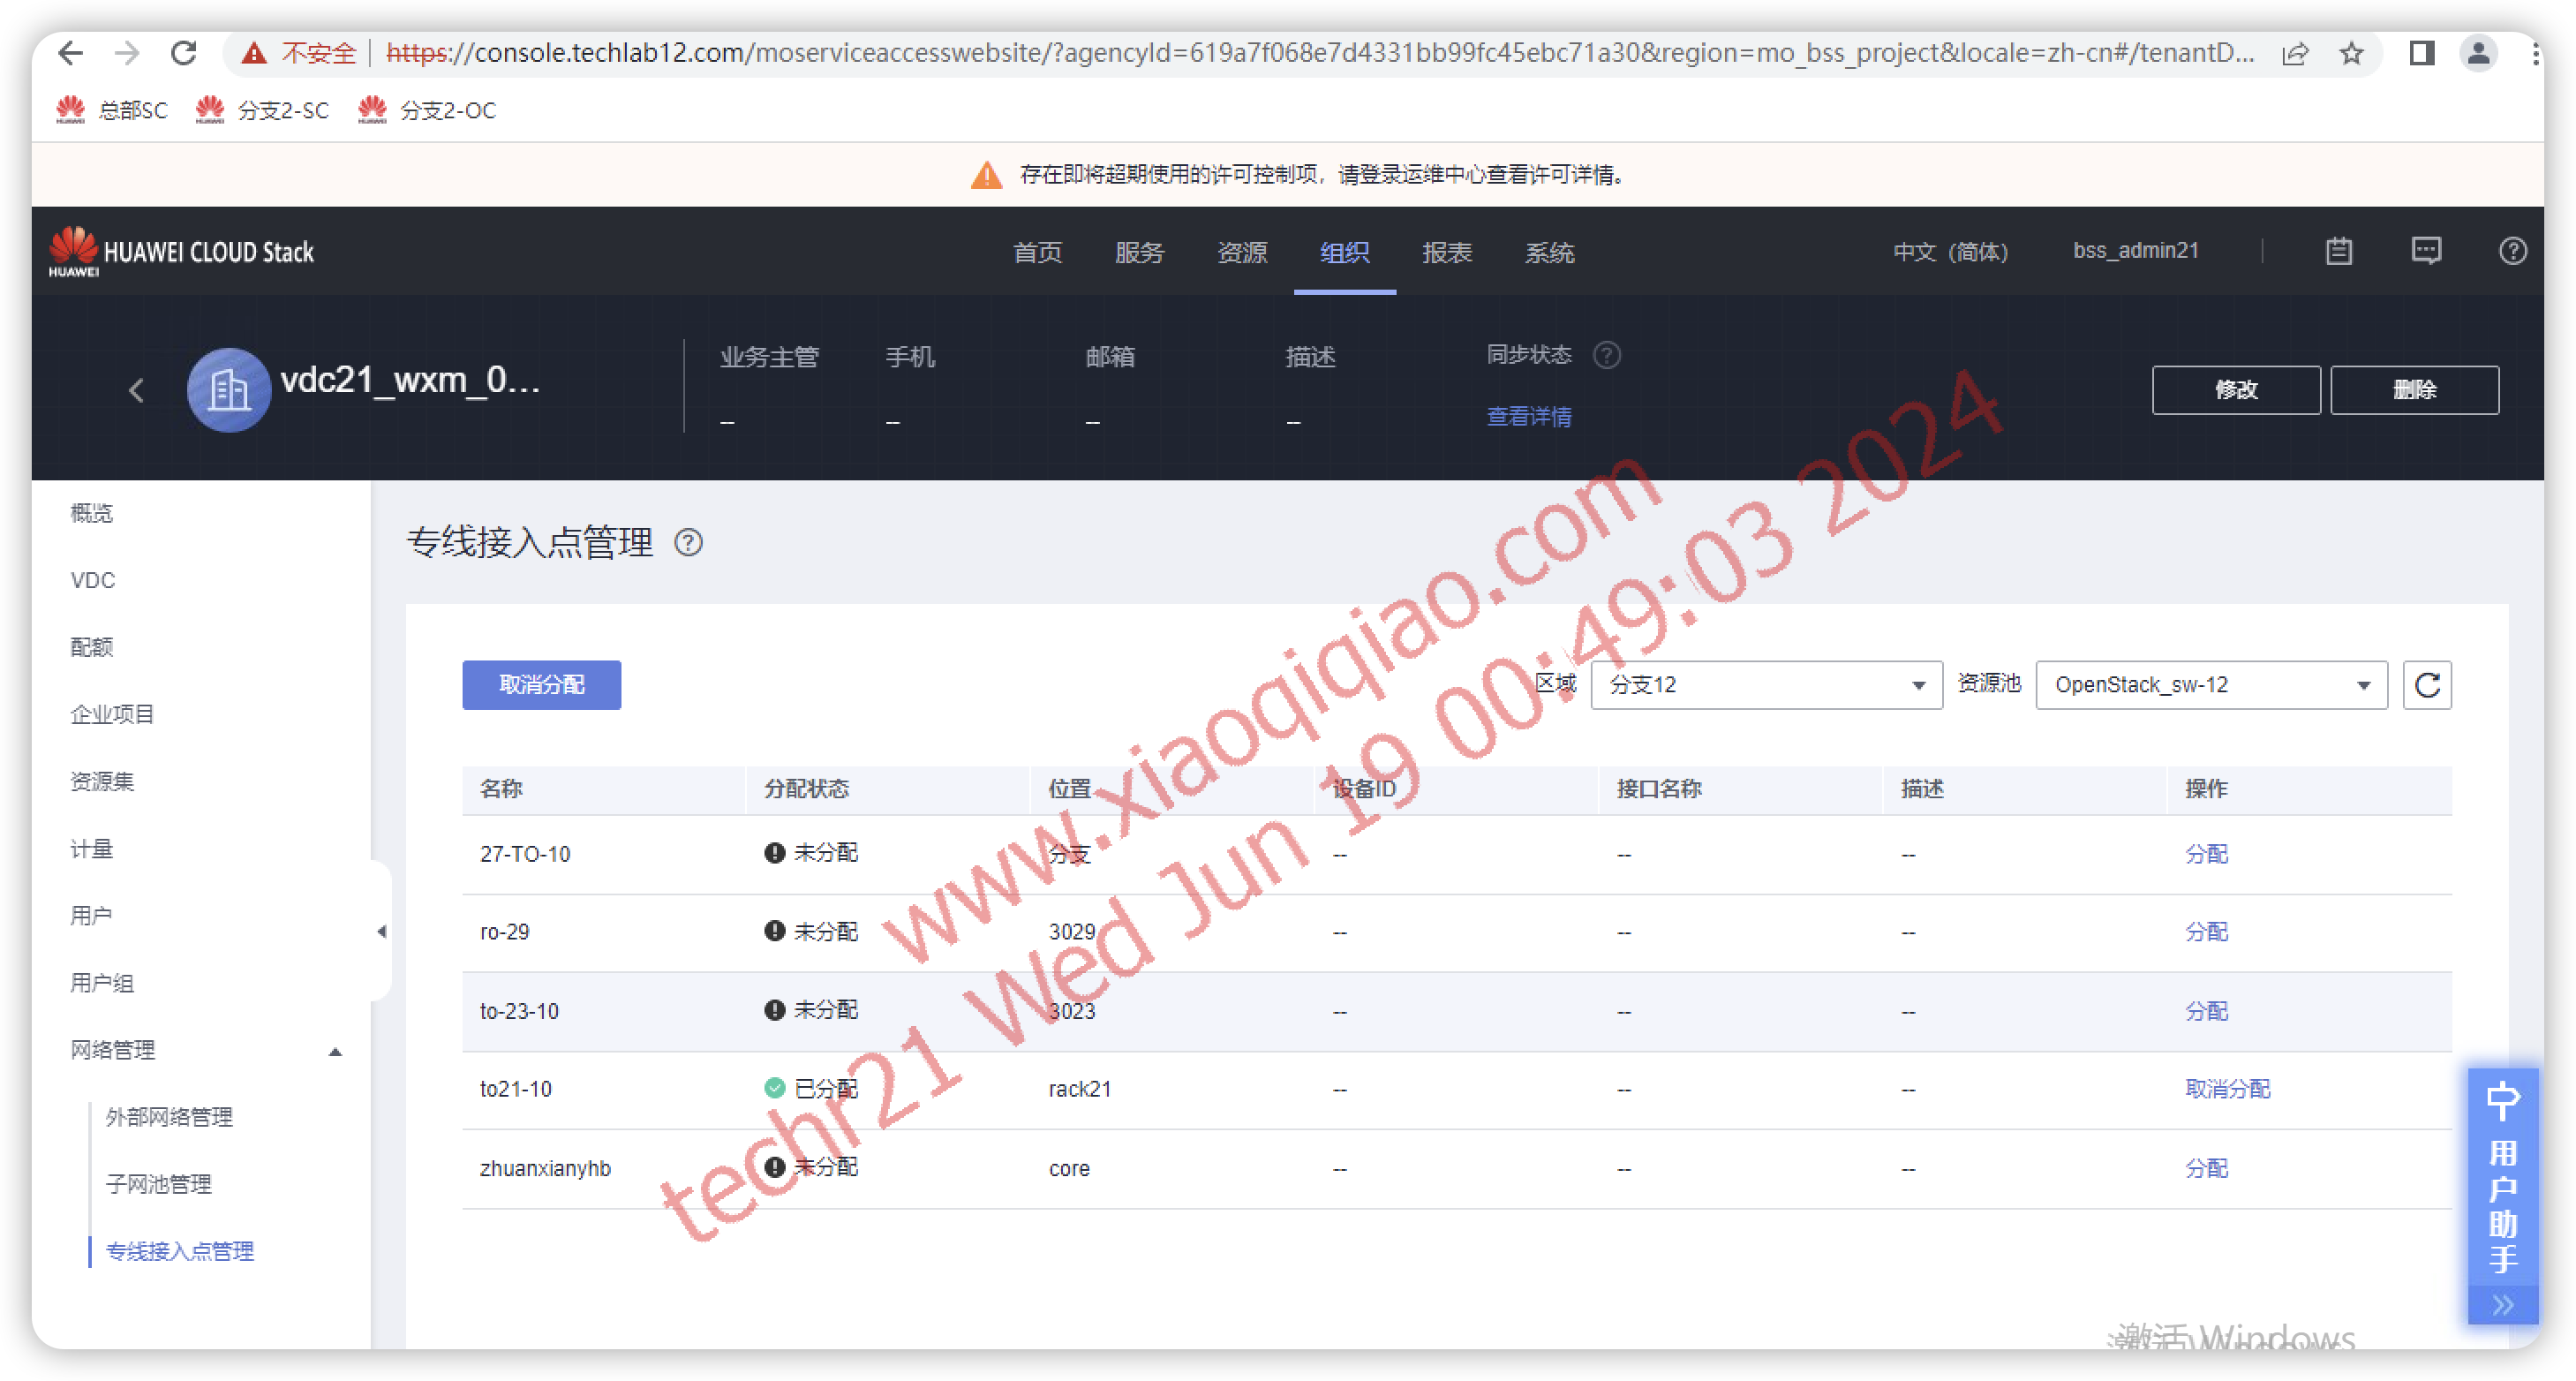 不安全 https://console.techlab12.com/moserviceaccesswebsite/?agencyId=619a7f068e7d4331bb99fc45ebc71a30&region=mo_bss_project&locale=zh-cn#/tenantD...
HUAWEI 总部SC HUAWEI 分支2-SC HUAWEI 分支2-OC
存在即将超期使用的许可控制项，请登录运维中心查看许可详情。
HUAWEI HUAWEI CLOUD Stack 首页 服务 资源 组织 报表 系统 中文（简体） bss_admin21
vdc21_wxm_0...
业务主管 手机 邮箱 描述 同步状态
-- -- -- -- 查看详情
修改 删除
概览
VDC
配额
企业项目
资源集
计量
用户
用户组
网络管理
外部网络管理
子网池管理
专线接入点管理
专线接入点管理
取消分配 区域 分支12 资源池 OpenStack_sw-12
名称 分配状态 位置 设备ID 接口名称 描述 操作
27-TO-10 未分配 分支 -- -- -- 分配
ro-29 未分配 3029 -- -- -- 分配
to-23-10 未分配 3023 -- -- -- 分配
to21-10 已分配 rack21 -- -- -- 取消分配
zhuanxianyhb 未分配 core -- -- -- 分配
www.xiaoqiqiao.com
techr21 Wed Jun 19 00:49:03 2024
用户助手
激活 Windows